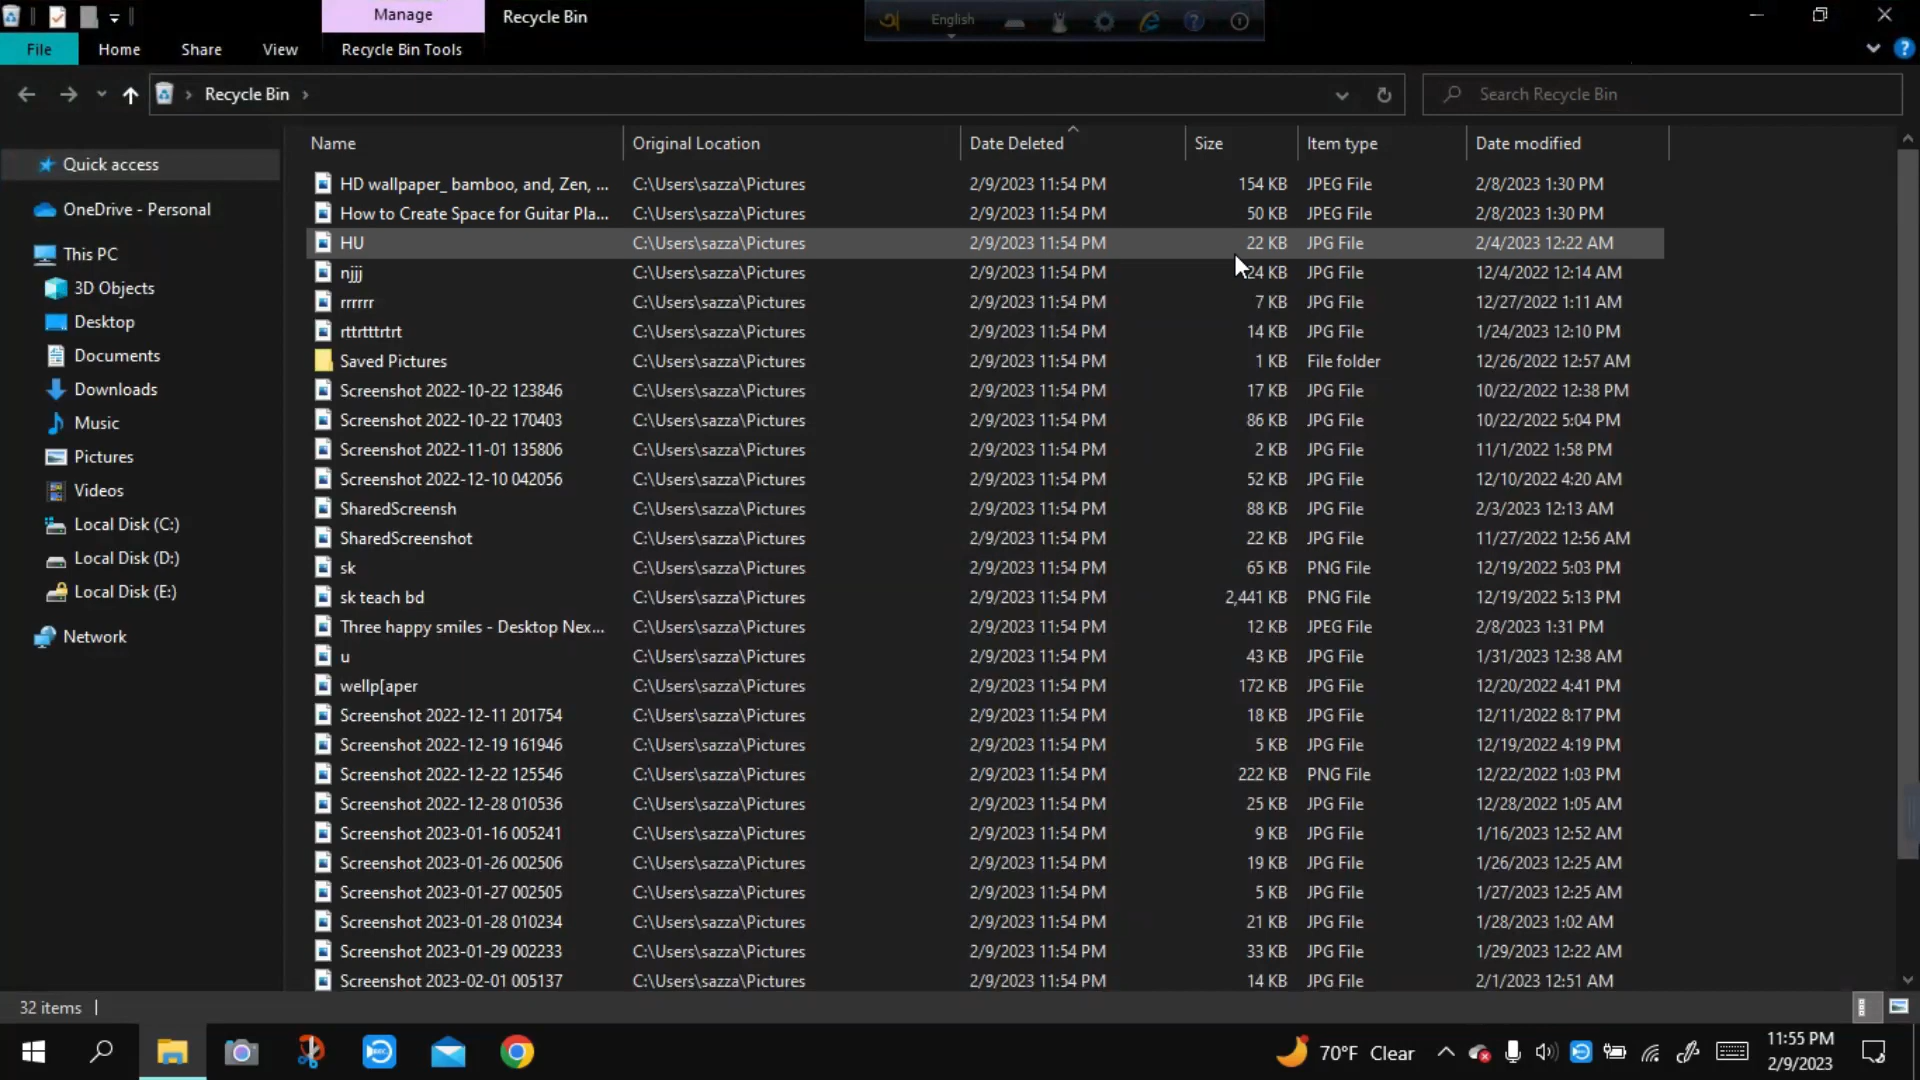 Manage
Recycle Bin
English
File Home Share View Recycle Bin Tools
Recycle Bin
Search Recycle Bin
Name Original Location Date Deleted Size Item type Date modified
Quick access
OneDrive - Personal
This PC
3D Objects
Desktop
Documents
Downloads
Music
Pictures
Videos
Local Disk (C:)
Local Disk (D:)
Local Disk (E:)
Network
HD wallpaper_ bamboo, and, Zen, ... C:\Users\sazza\Pictures 2/9/2023 11:54 PM 154 KB JPEG File 2/8/2023 1:30 PM
How to Create Space for Guitar Pla... C:\Users\sazza\Pictures 2/9/2023 11:54 PM 50 KB JPEG File 2/8/2023 1:30 PM
HU C:\Users\sazza\Pictures 2/9/2023 11:54 PM 22 KB JPG File 2/4/2023 12:22 AM
njjj C:\Users\sazza\Pictures 2/9/2023 11:54 PM 24 KB JPG File 12/4/2022 12:14 AM
rrrrrr C:\Users\sazza\Pictures 2/9/2023 11:54 PM 7 KB JPG File 12/27/2022 1:11 AM
rttrtttrtrt C:\Users\sazza\Pictures 2/9/2023 11:54 PM 14 KB JPG File 1/24/2023 12:10 PM
Saved Pictures C:\Users\sazza\Pictures 2/9/2023 11:54 PM 1 KB File folder 12/26/2022 12:57 AM
Screenshot 2022-10-22 123846 C:\Users\sazza\Pictures 2/9/2023 11:54 PM 17 KB JPG File 10/22/2022 12:38 PM
Screenshot 2022-10-22 170403 C:\Users\sazza\Pictures 2/9/2023 11:54 PM 86 KB JPG File 10/22/2022 5:04 PM
Screenshot 2022-11-01 135806 C:\Users\sazza\Pictures 2/9/2023 11:54 PM 2 KB JPG File 11/1/2022 1:58 PM
Screenshot 2022-12-10 042056 C:\Users\sazza\Pictures 2/9/2023 11:54 PM 52 KB JPG File 12/10/2022 4:20 AM
SharedScreensh C:\Users\sazza\Pictures 2/9/2023 11:54 PM 88 KB JPG File 2/3/2023 12:13 AM
SharedScreenshot C:\Users\sazza\Pictures 2/9/2023 11:54 PM 22 KB JPG File 11/27/2022 12:56 AM
sk C:\Users\sazza\Pictures 2/9/2023 11:54 PM 65 KB PNG File 12/19/2022 5:03 PM
sk teach bd C:\Users\sazza\Pictures 2/9/2023 11:54 PM 2,441 KB PNG File 12/19/2022 5:13 PM
Three happy smiles - Desktop Nex... C:\Users\sazza\Pictures 2/9/2023 11:54 PM 12 KB JPEG File 2/8/2023 1:31 PM
u C:\Users\sazza\Pictures 2/9/2023 11:54 PM 43 KB JPG File 1/31/2023 12:38 AM
wellp[aper C:\Users\sazza\Pictures 2/9/2023 11:54 PM 172 KB JPG File 12/20/2022 4:41 PM
Screenshot 2022-12-11 201754 C:\Users\sazza\Pictures 2/9/2023 11:54 PM 18 KB JPG File 12/11/2022 8:17 PM
Screenshot 2022-12-19 161946 C:\Users\sazza\Pictures 2/9/2023 11:54 PM 5 KB JPG File 12/19/2022 4:19 PM
Screenshot 2022-12-22 125546 C:\Users\sazza\Pictures 2/9/2023 11:54 PM 222 KB PNG File 12/22/2022 1:03 PM
Screenshot 2022-12-28 010536 C:\Users\sazza\Pictures 2/9/2023 11:54 PM 25 KB JPG File 12/28/2022 1:05 AM
Screenshot 2023-01-16 005241 C:\Users\sazza\Pictures 2/9/2023 11:54 PM 9 KB JPG File 1/16/2023 12:52 AM
Screenshot 2023-01-26 002506 C:\Users\sazza\Pictures 2/9/2023 11:54 PM 19 KB JPG File 1/26/2023 12:25 AM
Screenshot 2023-01-27 002505 C:\Users\sazza\Pictures 2/9/2023 11:54 PM 5 KB JPG File 1/27/2023 12:25 AM
Screenshot 2023-01-28 010234 C:\Users\sazza\Pictures 2/9/2023 11:54 PM 21 KB JPG File 1/28/2023 1:02 AM
Screenshot 2023-01-29 002233 C:\Users\sazza\Pictures 2/9/2023 11:54 PM 33 KB JPG File 1/29/2023 12:22 AM
Screenshot 2023-02-01 005137 C:\Users\sazza\Pictures 2/9/2023 11:54 PM 14 KB JPG File 2/1/2023 12:51 AM
32 items
70°F Clear
11:55 PM
2/9/2023